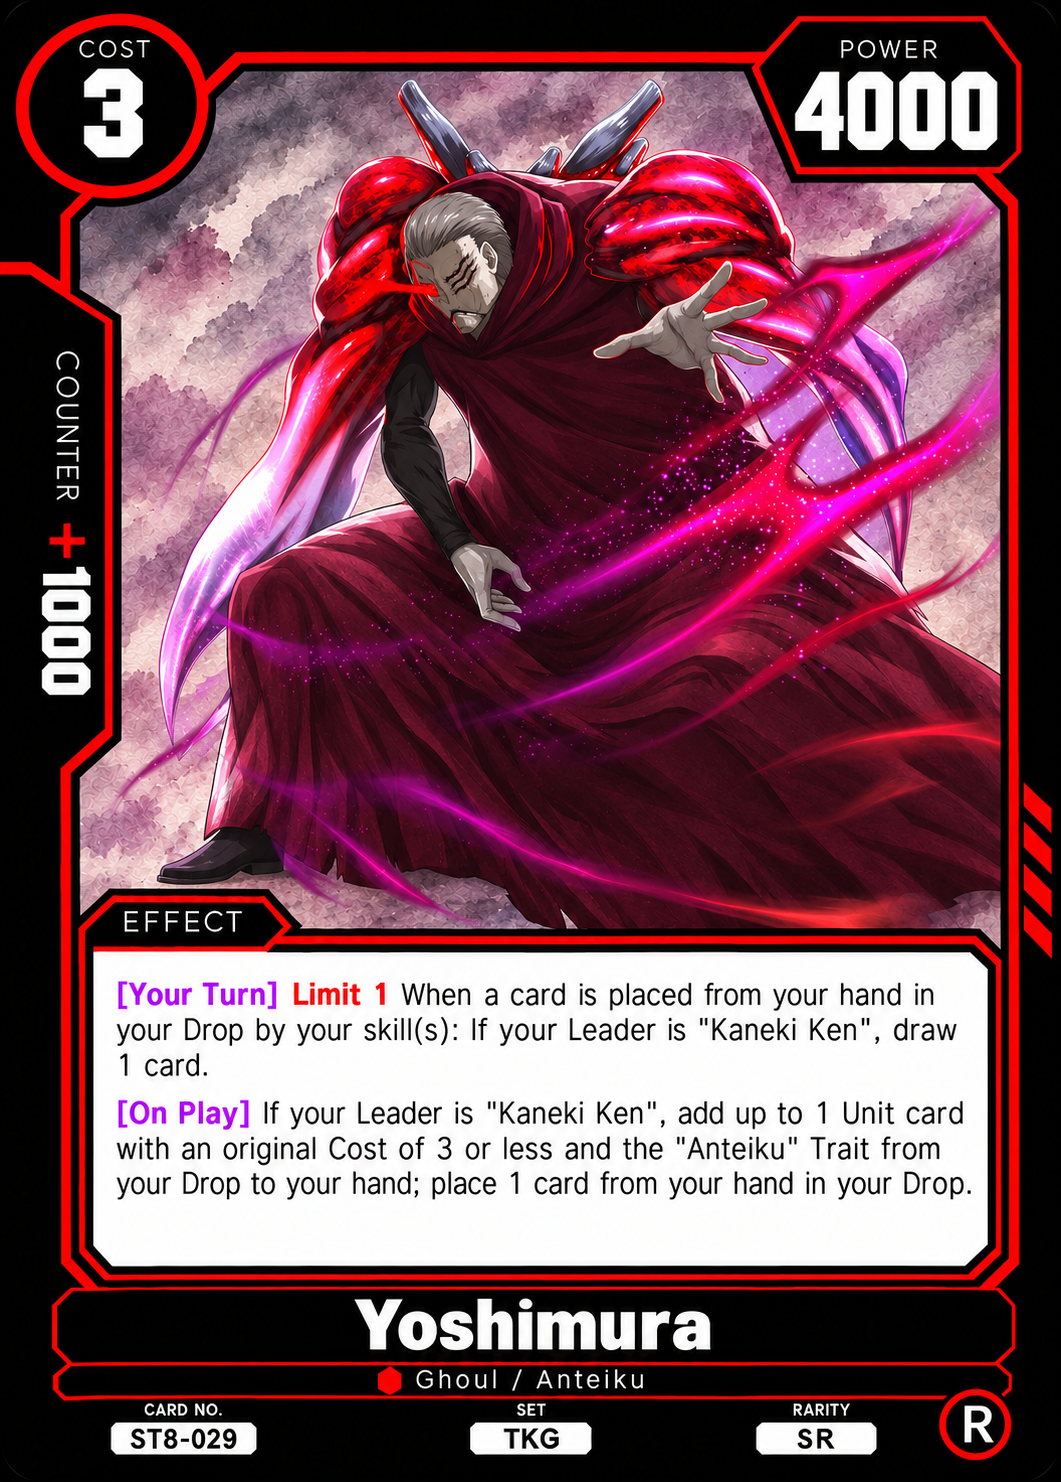 COST
3
POWER
4000
COUNTER +1000
EFFECT
[Your Turn] Limit 1 When a card is placed from your hand in
your Drop by your skill(s): If your Leader is "Kaneki Ken", draw
1 card.
[On Play] If your Leader is "Kaneki Ken", add up to 1 Unit card
with an original Cost of 3 or less and the "Anteiku" Trait from
your Drop to your hand; place 1 card from your hand in your Drop.
Yoshimura
Ghoul / Anteiku
CARD NO.
ST8-029
SET
TKG
RARITY
SR
R